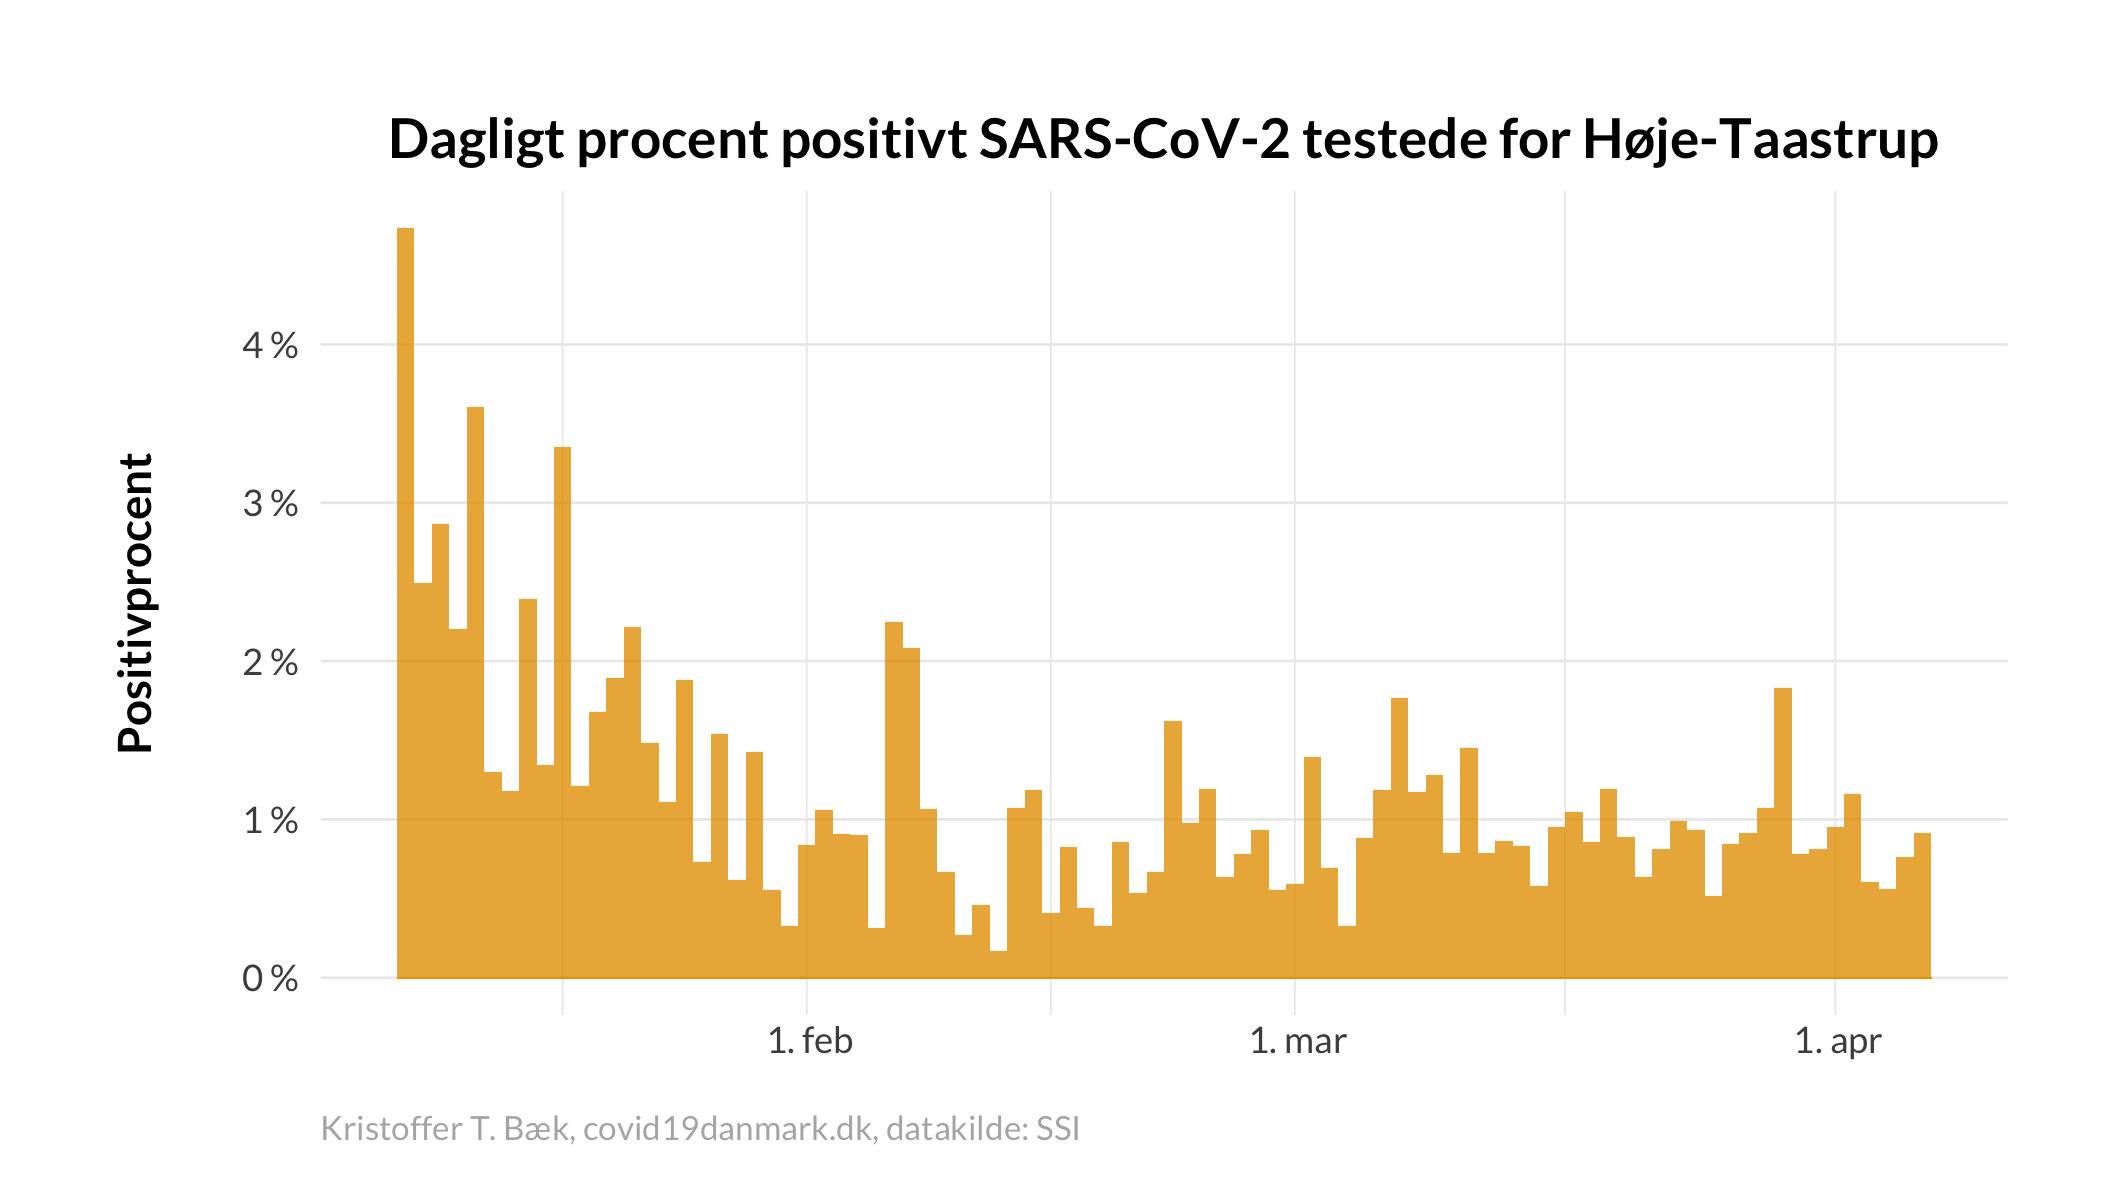 Dagligt procent positivt SARS-CoV-2 testede for Høje-Taastrup
Positivprocent
4 %
3 %
2 %
1 %
0 %
1. feb
1. mar
1. apr
Kristoffer T. Bæk, covid19danmark.dk, datakilde: SSI